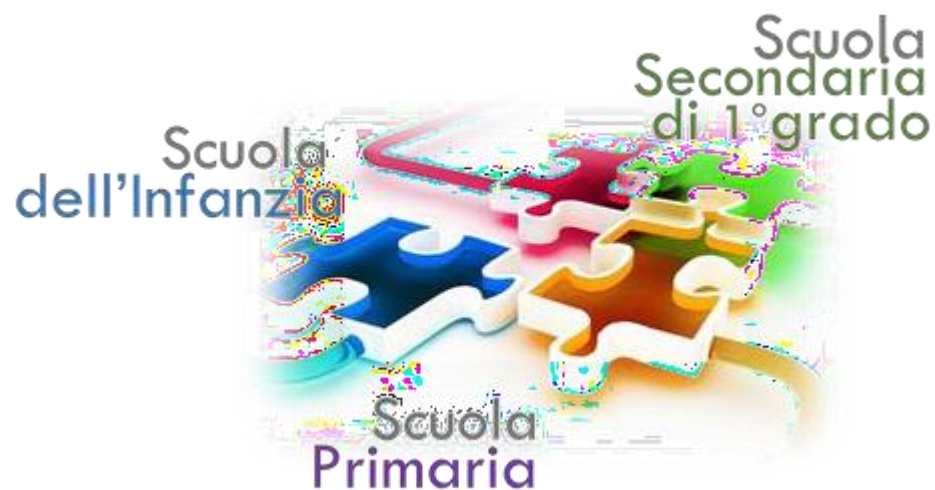 Scuola
Secondaria
di 1°grado
Scuola
dell'Infanzia
Scuola
Primaria